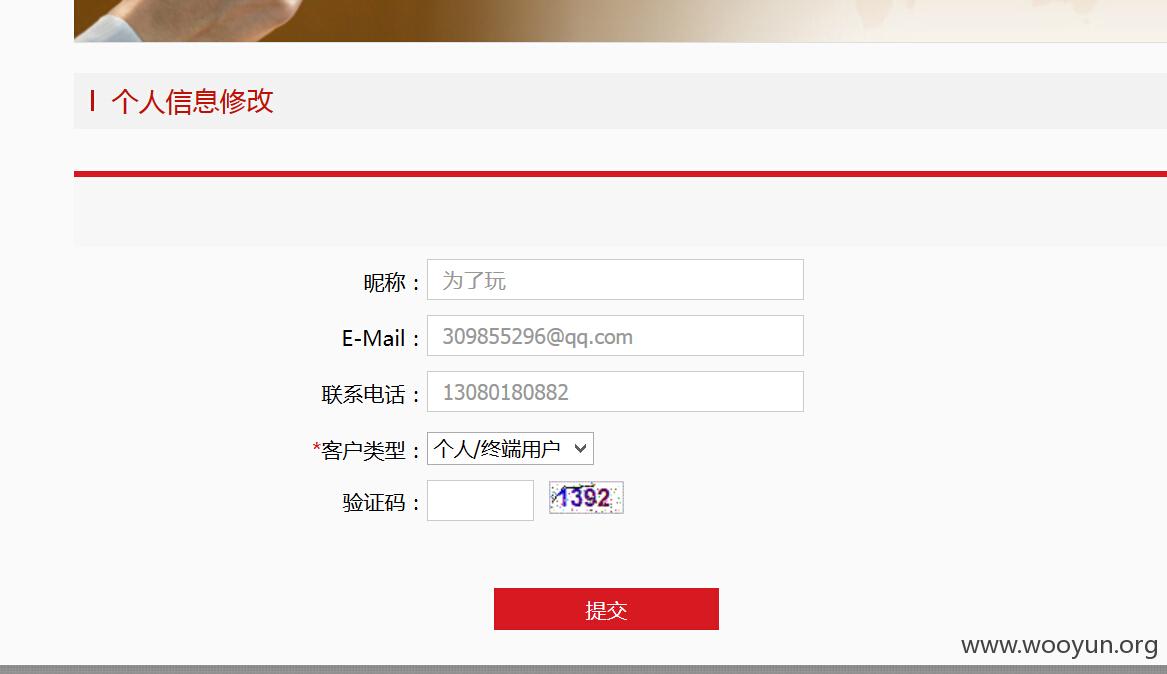 个人信息修改
昵称：为了玩
E-Mail：309855296@qq.com
联系电话：13080180882
*客户类型：个人/终端用户
验证码：1392
提交
www.wooyun.org